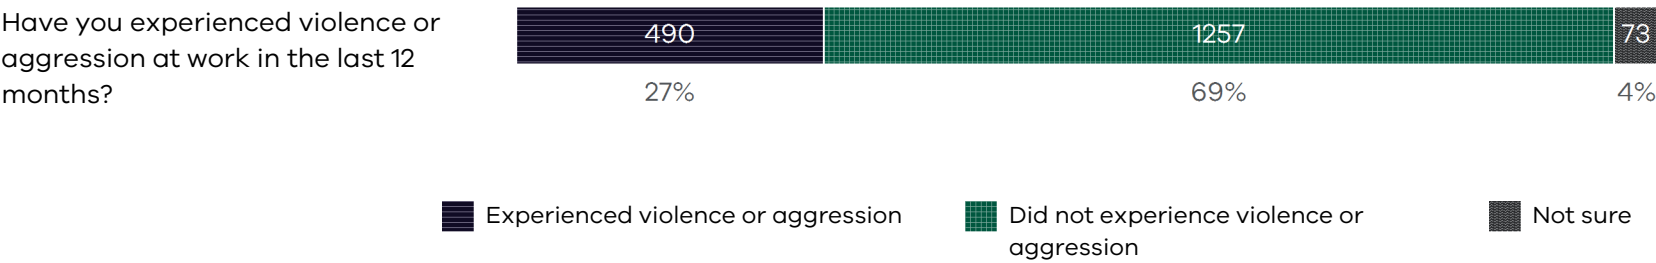 Have you experienced violence or
aggression at work in the last 12
months?
490 1257 73
27% 69% 4%
Experienced violence or aggression
Did not experience violence or
aggression
Not sure